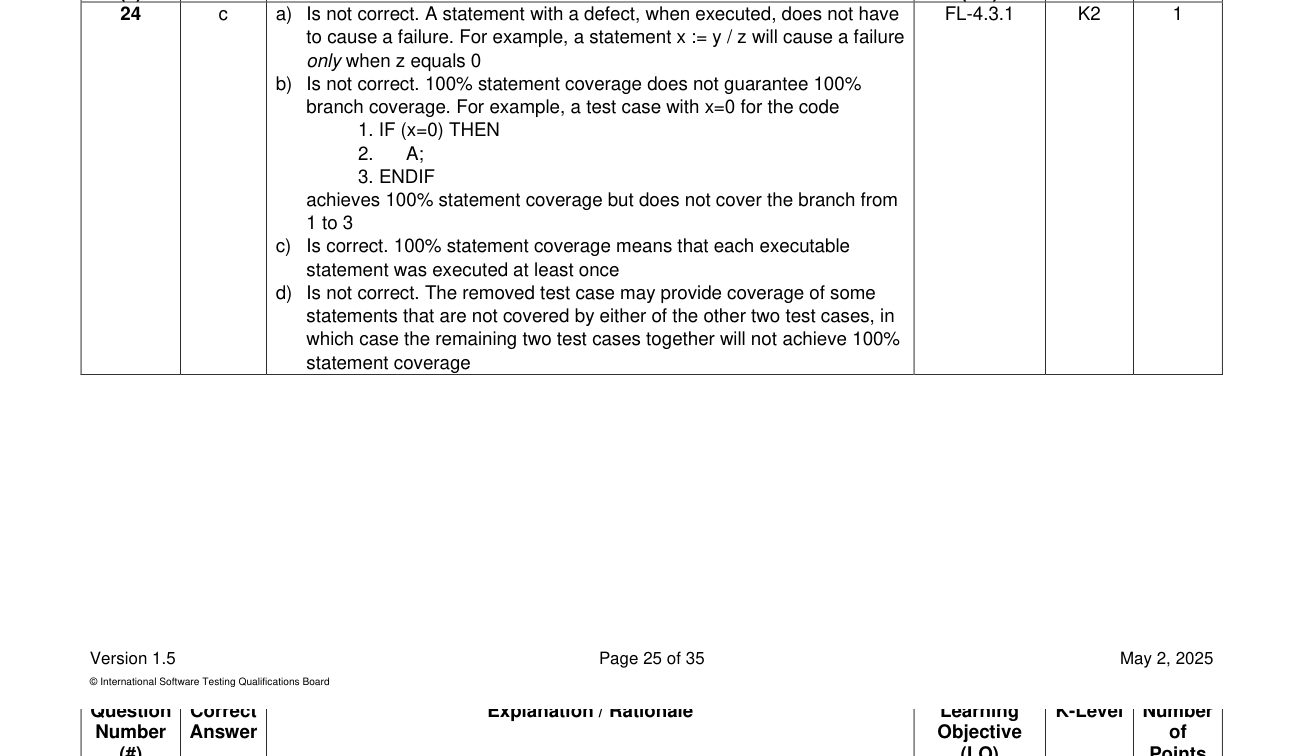 24 c a) Is not correct. A statement with a defect, when executed, does not have FL-4.3.1 K2 1
to cause a failure. For example, a statement x := y / z will cause a failure
only when z equals 0
b) Is not correct. 100% statement coverage does not guarantee 100%
branch coverage. For example, a test case with x=0 for the code
1. IF (x=0) THEN
2. A;
3. ENDIF
achieves 100% statement coverage but does not cover the branch from
1 to 3
c) Is correct. 100% statement coverage means that each executable
statement was executed at least once
d) Is not correct. The removed test case may provide coverage of some
statements that are not covered by either of the other two test cases, in
which case the remaining two test cases together will not achieve 100%
statement coverage
Version 1.5 Page 25 of 35 May 2, 2025
© International Software Testing Qualifications Board
Question Correct Explanation / Rationale Learning K-Level Number
Number Answer Objective of
(#) (LO) Points